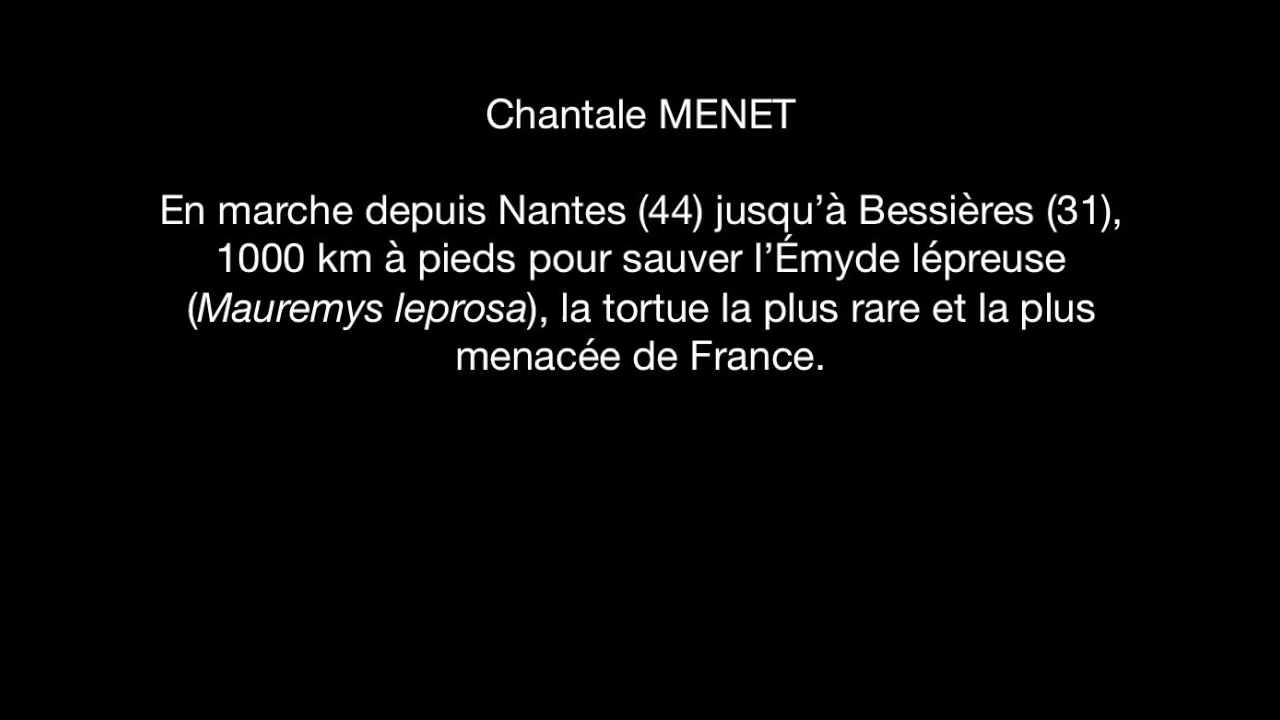 Chantale MENET
En marche depuis Nantes (44) jusqu’à Bessières (31),
1000 km à pieds pour sauver l’Émyde lépreuse
(Mauremys leprosa), la tortue la plus rare et la plus
menacée de France.